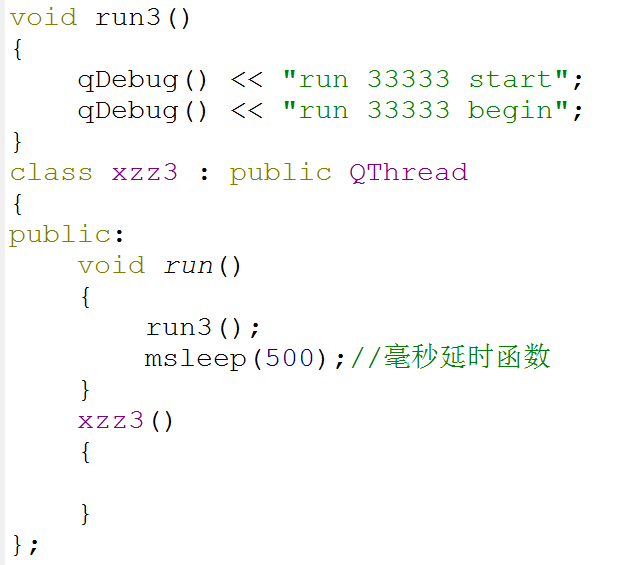 void run3()
{
    qDebug() << "run 33333 start";
    qDebug() << "run 33333 begin";
}
class xzz3 : public QThread
{
public:
    void run()
    {
        run3();
        msleep(500);//毫秒延时函数
    }
    xzz3()
    {

    }
};